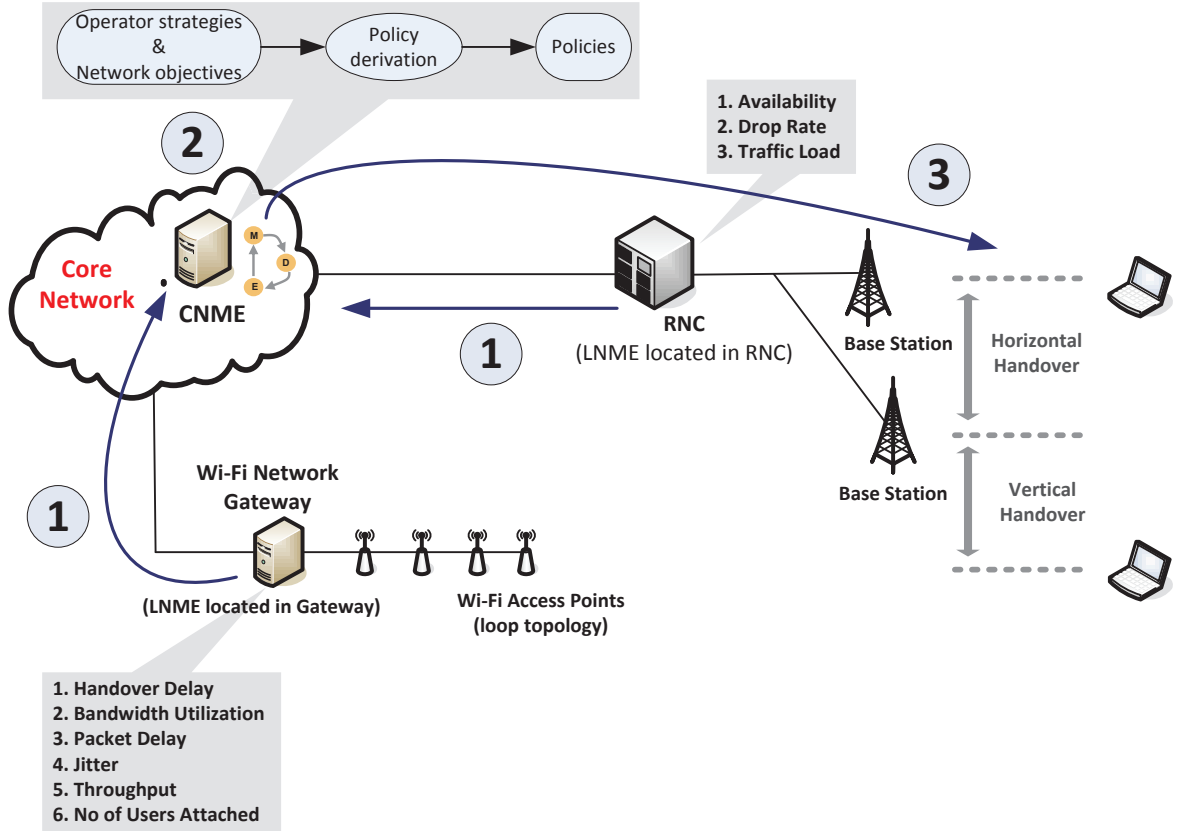 Operator strategies
&
Network objectives
Policy
derivation
Policies
1. Availability
2. Drop Rate
3. Traffic Load
2
3
Core
Network
M
D
E
CNME
1
RNC
(LNME located in RNC)
Base Station
Horizontal
Handover
Base Station
Vertical
Handover
1
Wi-Fi Network
Gateway
(LNME located in Gateway)
Wi-Fi Access Points
(loop topology)
1. Handover Delay
2. Bandwidth Utilization
3. Packet Delay
4. Jitter
5. Throughput
6. No of Users Attached